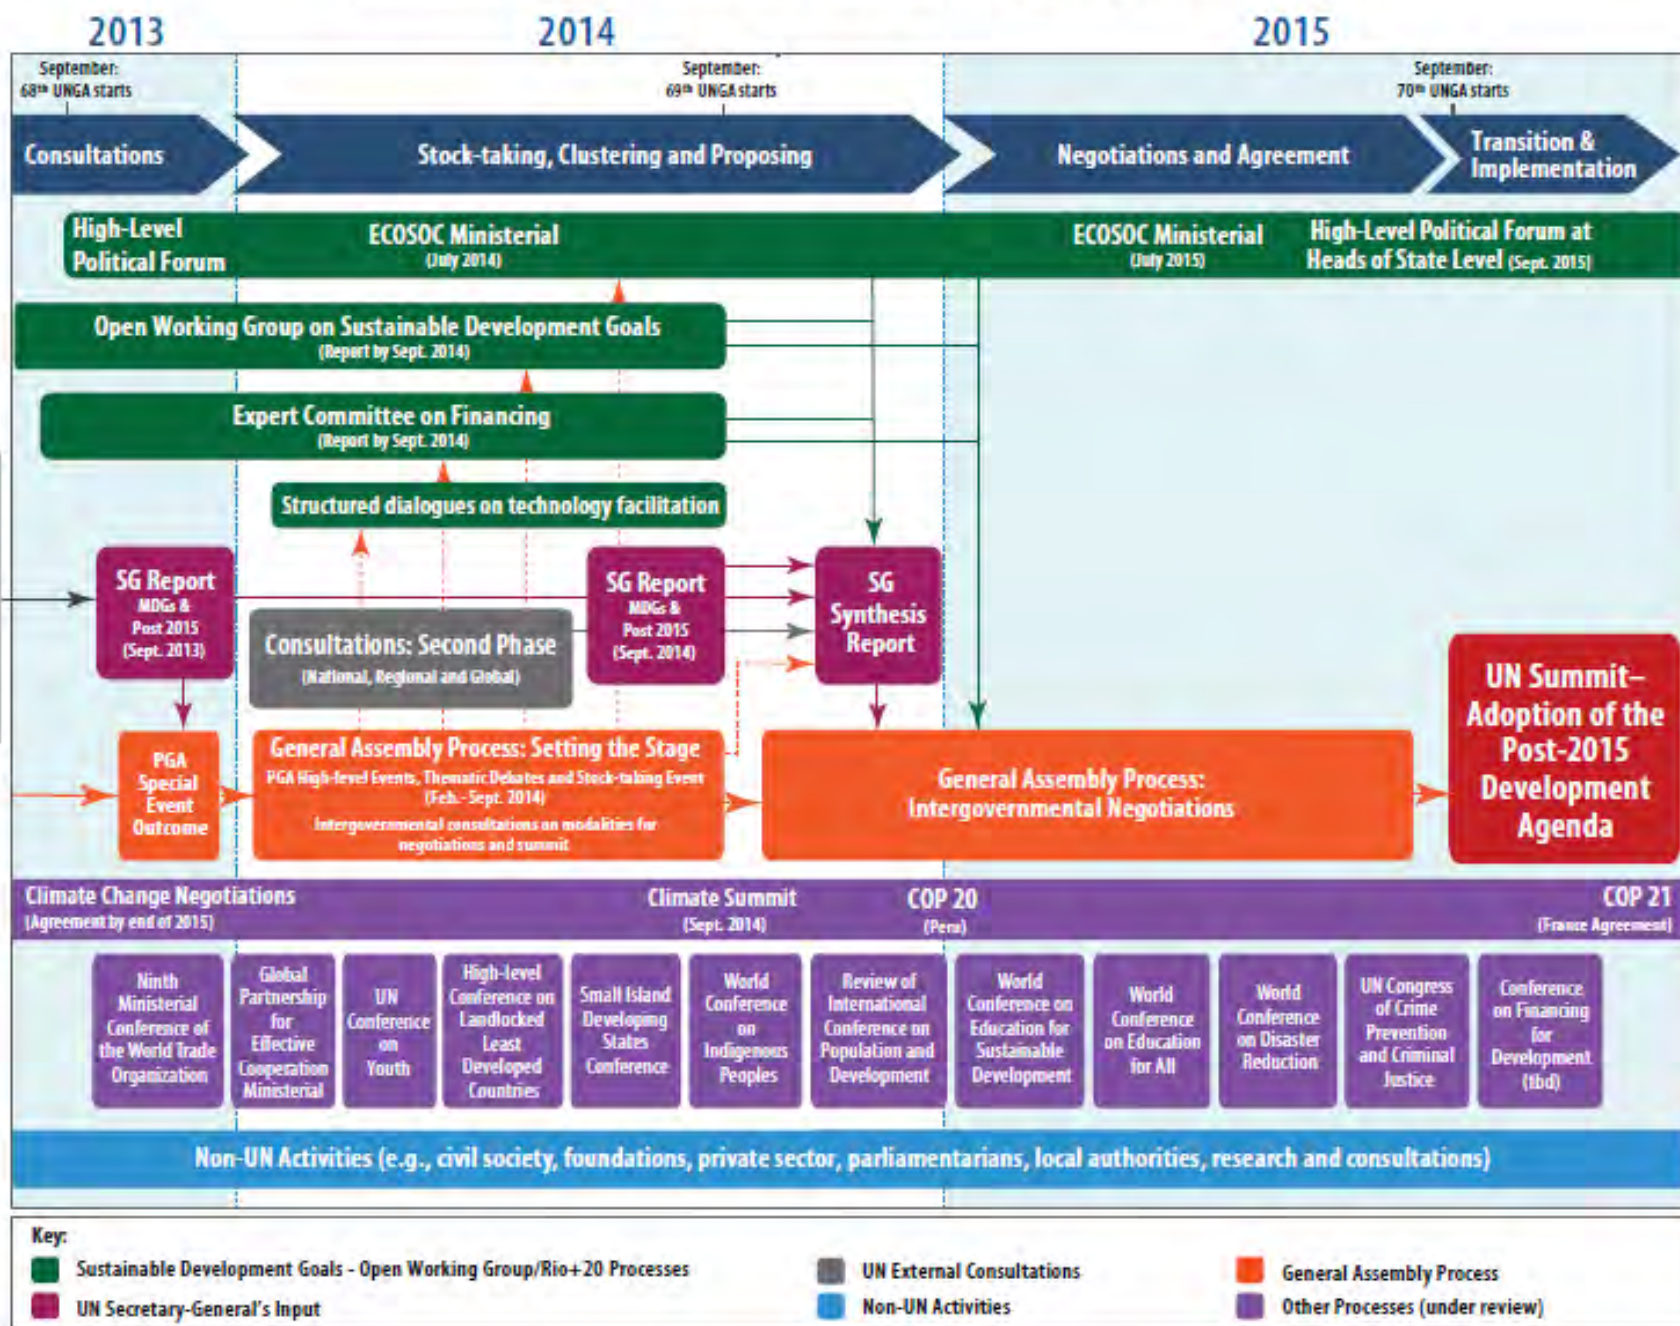 2013
2014
2015
September:
68th UNGA starts
September:
69th UNGA starts
September:
70th UNGA starts
Consultations
Stock-taking, Clustering and Proposing
Negotiations and Agreement
Transition &
Implementation
High-Level
Political Forum
ECOSOC Ministerial
(July 2014)
ECOSOC Ministerial
(July 2015)
High-Level Political Forum at
Heads of State Level (Sept. 2015)
Open Working Group on Sustainable Development Goals
(Report by Sept. 2014)
Expert Committee on Financing
(Report by Sept. 2014)
Structured dialogues on technology facilitation
SG Report
MDGs &
Post 2015
(Sept. 2013)
Consultations: Second Phase
(National, Regional and Global)
SG Report
MDGs &
Post 2015
(Sept. 2014)
SG
Synthesis
Report
PGA
Special
Event
Outcome
General Assembly Process: Setting the Stage
PGA High-level Events, Thematic Debates and Stock-taking Event
(Feb.- Sept. 2014)
Intergovernmental consultations on modalities for
negotiations and summit
General Assembly Process:
Intergovernmental Negotiations
UN Summit–
Adoption of the
Post-2015
Development
Agenda
Climate Change Negotiations
(Agreement by end of 2015)
Climate Summit
(Sept. 2014)
COP 20
(Peru)
COP 21
(France Agreement)
Ninth
Ministerial
Conference of
the World Trade
Organization
Global
Partnership
for
Effective
Cooperation
Ministerial
UN
Conference
on
Youth
High-level
Conference on
Landlocked
Least
Developed
Countries
Small Island
Developing
States
Conference
World
Conference
on
Indigenous
Peoples
Review of
International
Conference on
Population and
Development
World
Conference on
Education for
Sustainable
Development
World
Conference
on Education
for All
World
Conference
on Disaster
Reduction
UN Congress
of Crime
Prevention
and Criminal
Justice
Conference
on Financing
for
Development
(tbd)
Non-UN Activities (e.g., civil society, foundations, private sector, parliamentarians, local authorities, research and consultations)
Key:
Sustainable Development Goals - Open Working Group/Rio+20 Processes
UN External Consultations
General Assembly Process
UN Secretary-General's Input
Non-UN Activities
Other Processes (under review)